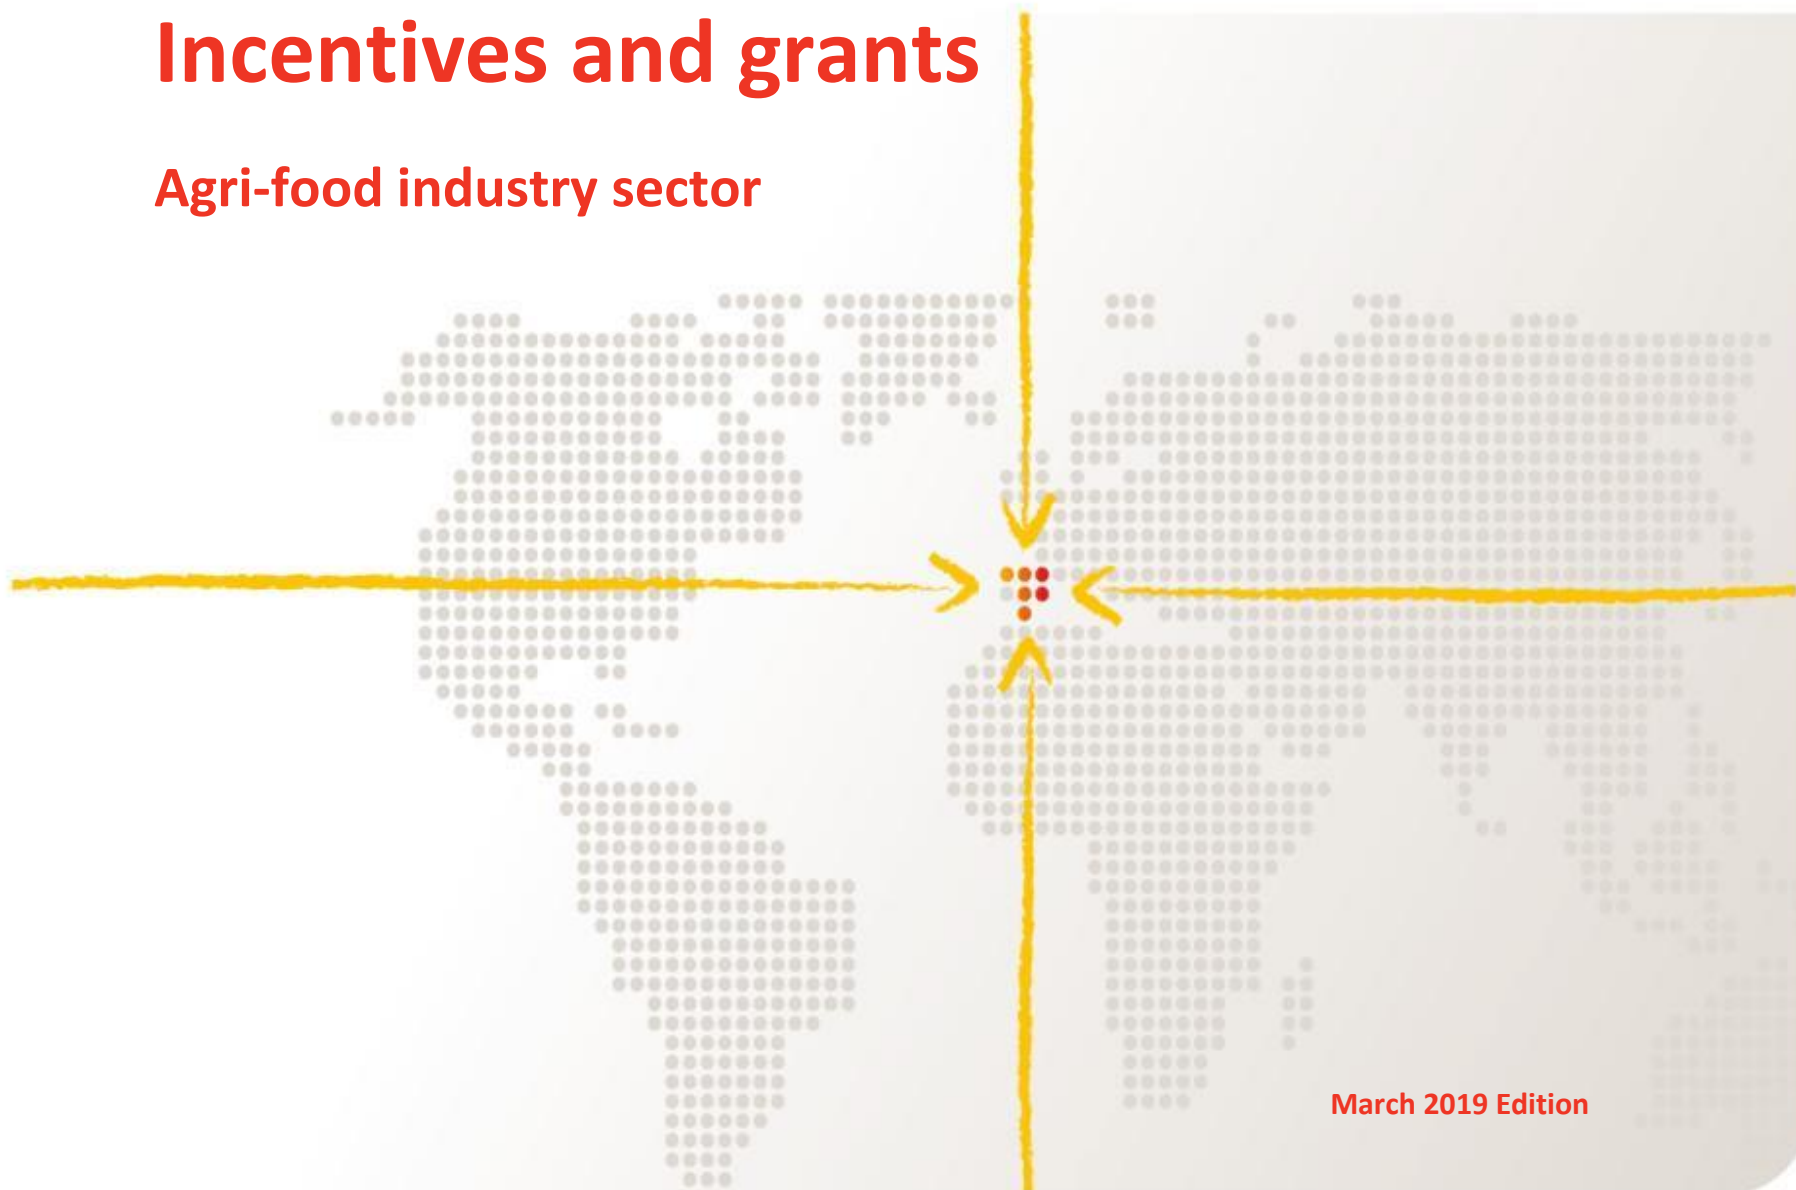 Incentives and grants
Agri-food industry sector
March 2019 Edition